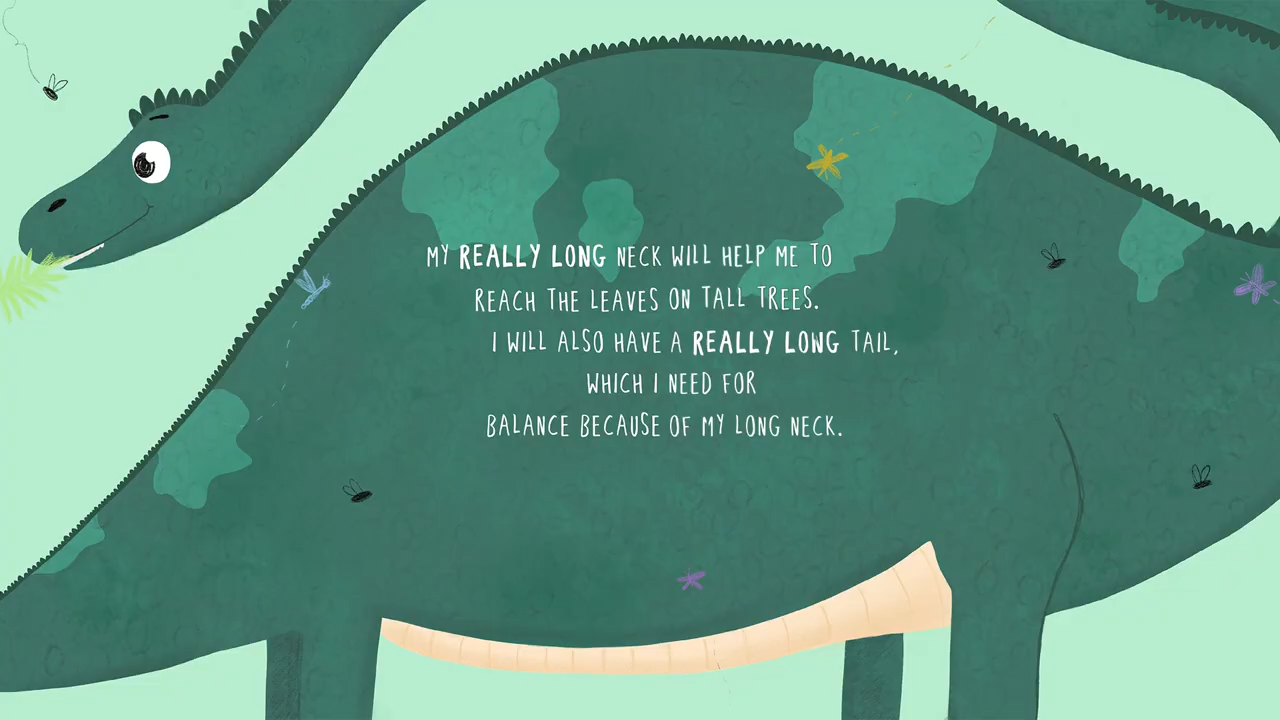 MY REALLY LONG NECK WILL HELP ME TO
REACH THE LEAVES ON TALL TREES.
I WILL ALSO HAVE A REALLY LONG TAIL,
WHICH I NEED FOR
BALANCE BECAUSE OF MY LONG NECK.